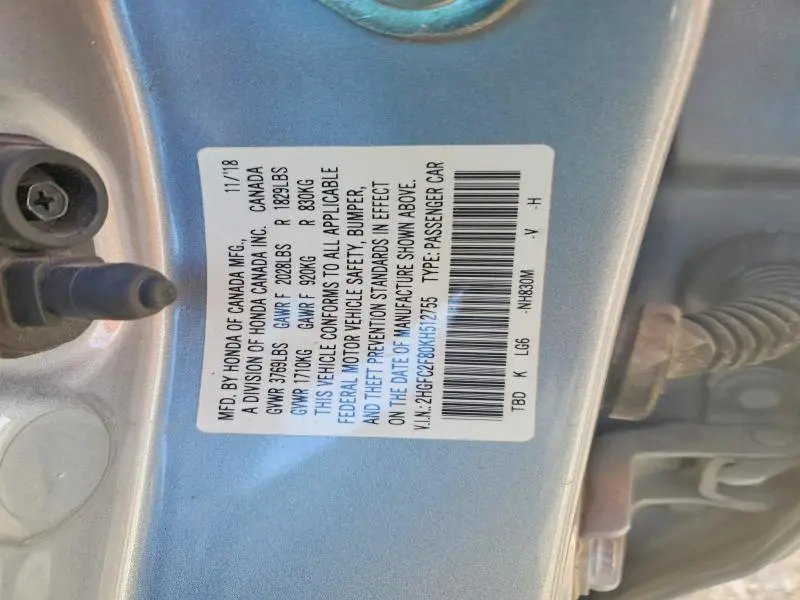 MFD. BY HONDA OF CANADA MFG., 11/'18
A DIVISION OF HONDA CANADA INC. CANADA
GVWR 3769LBS GAWR F 2028LBS R 1829LBS
GVWR 1710KG GAWR F 920KG R 830KG
THIS VEHICLE CONFORMS TO ALL APPLICABLE
FEDERAL MOTOR VEHICLE SAFETY, BUMPER,
AND THEFT PREVENTION STANDARDS IN EFFECT
ON THE DATE OF MANUFACTURE SHOWN ABOVE.
V.I.N.:2HGFC2F80KH512755 TYPE:PASSENGER CAR
TBD K LG6 -NH830M -V -H